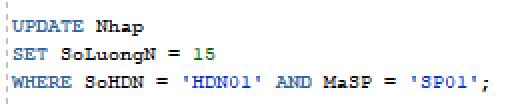 UPDATE Nhap
SET SoLuongN = 15
WHERE SoHDN = 'HDN01' AND MaSP = 'SP01';